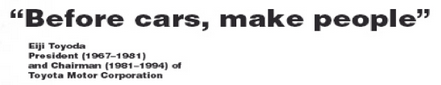 “Before cars, make people”
Eiji Toyoda
President (1967–1981)
and Chairman (1981–1994) of
Toyota Motor Corporation